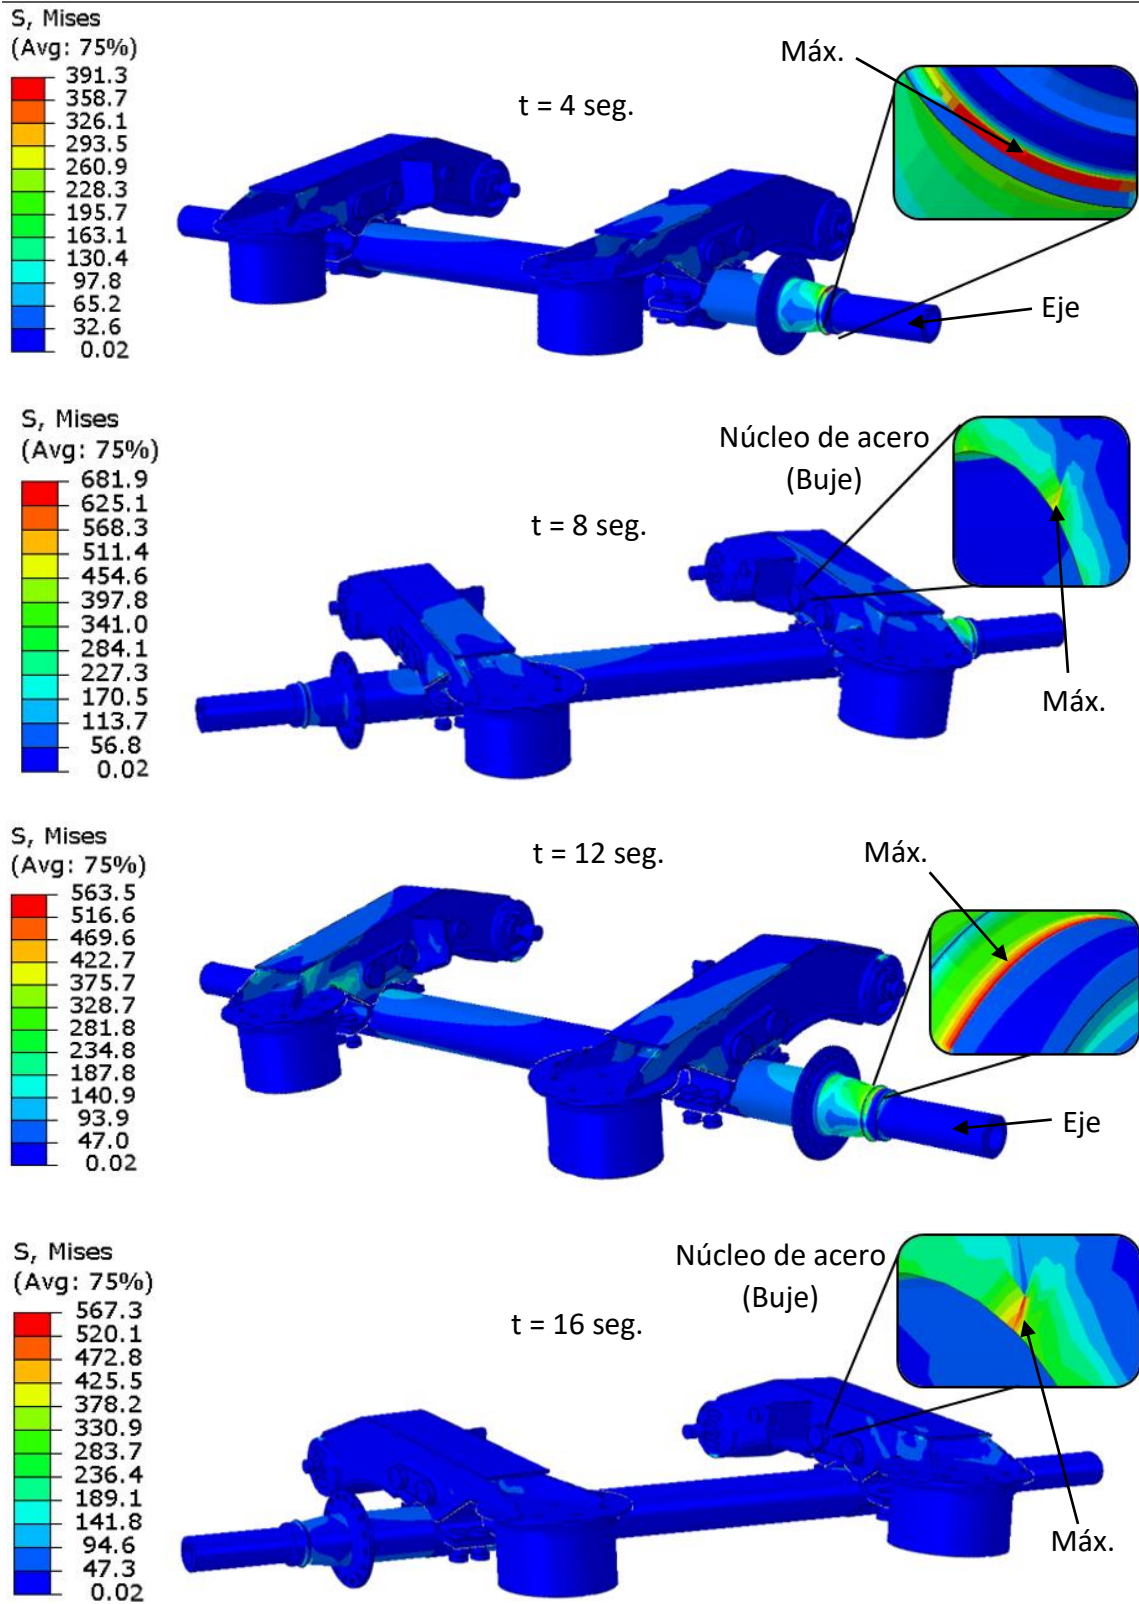 S, Mises
(Avg: 75%)
391.3
358.7
326.1
293.5
260.9
228.3
195.7
163.1
130.4
97.8
65.2
32.6
0.02
t = 4 seg.
Máx.
Eje
S, Mises
(Avg: 75%)
681.9
625.1
568.3
511.4
454.6
397.8
341.0
284.1
227.3
170.5
113.7
56.8
0.02
t = 8 seg.
Núcleo de acero
(Buje)
Máx.
S, Mises
(Avg: 75%)
563.5
516.6
469.6
422.7
375.7
328.7
281.8
234.8
187.8
140.9
93.9
47.0
0.02
t = 12 seg.
Máx.
Eje
S, Mises
(Avg: 75%)
567.3
520.1
472.8
425.5
378.2
330.9
283.7
236.4
189.1
141.8
94.6
47.3
0.02
t = 16 seg.
Núcleo de acero
(Buje)
Máx.